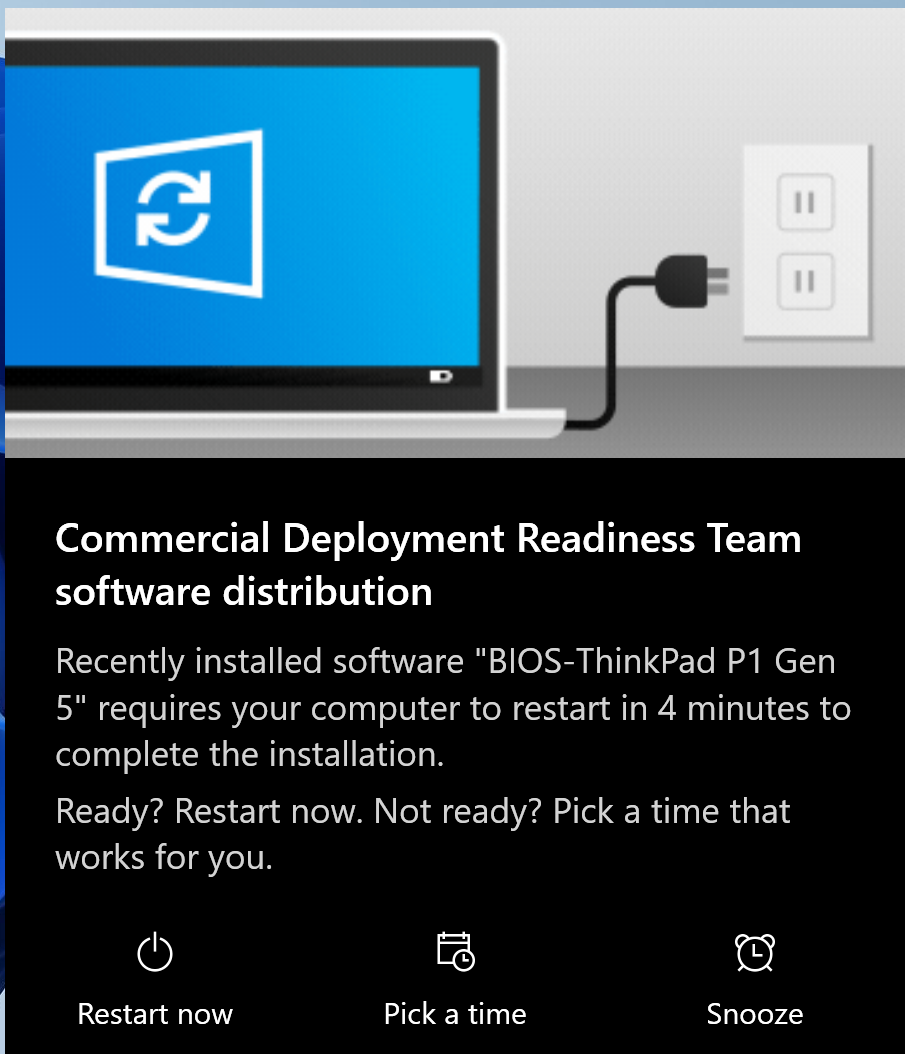 Commercial Deployment Readiness Team
software distribution
Recently installed software "BIOS-ThinkPad P1 Gen
5" requires your computer to restart in 4 minutes to
complete the installation.
Ready? Restart now. Not ready? Pick a time that
works for you.
Restart now
Pick a time
Snooze